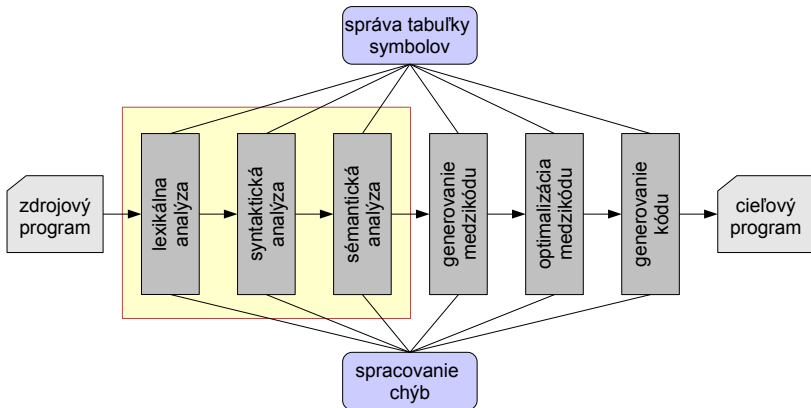 správa tabuľky
symbolov
zdrojový
program
lexikálna
analýza
syntaktická
analýza
sémantická
analýza
generovanie
medzikódu
optimalizácia
medzikódu
generovanie
kódu
cieľový
program
spracovanie
chýb